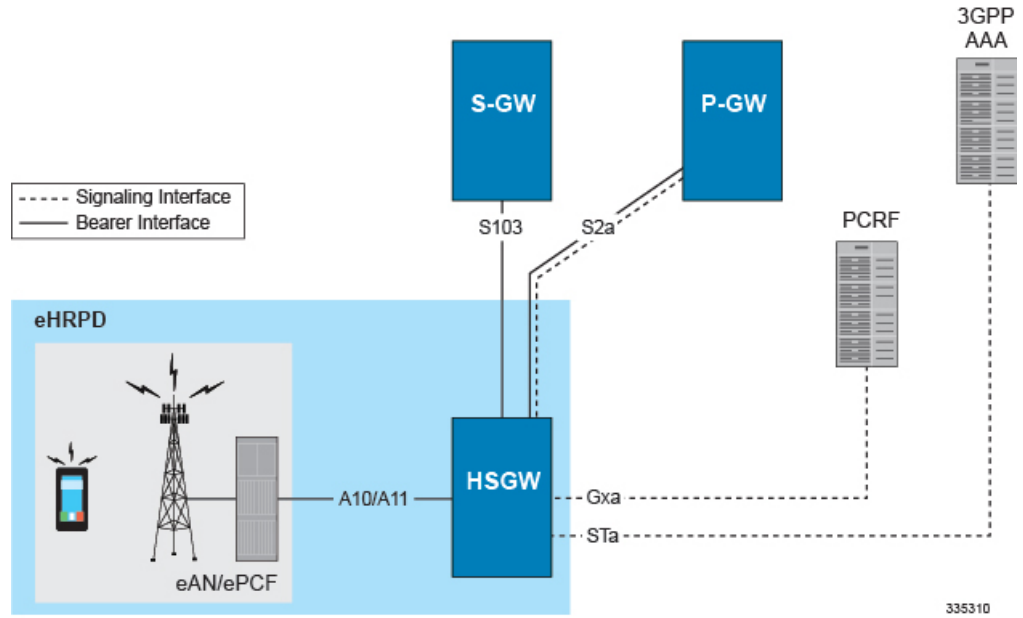 3GPP
AAA
S-GW
P-GW
Signaling Interface
Bearer Interface
S103
S2a
PCRF
eHRPD
HSGW
A10/A11
Gxa
STa
eAN/ePCF
335310